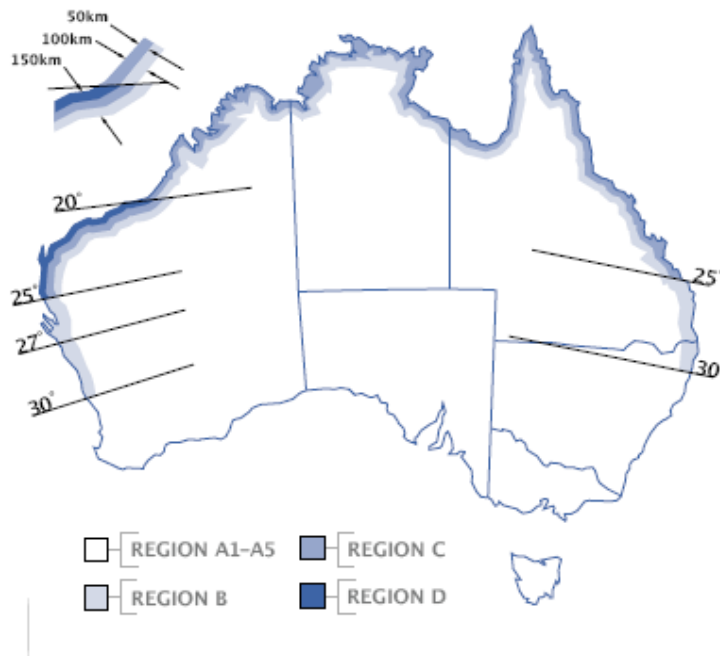 50km
100km
150km
20°
25°
27°
30°
25°
30
REGION A1-A5
REGION C
REGION B
REGION D